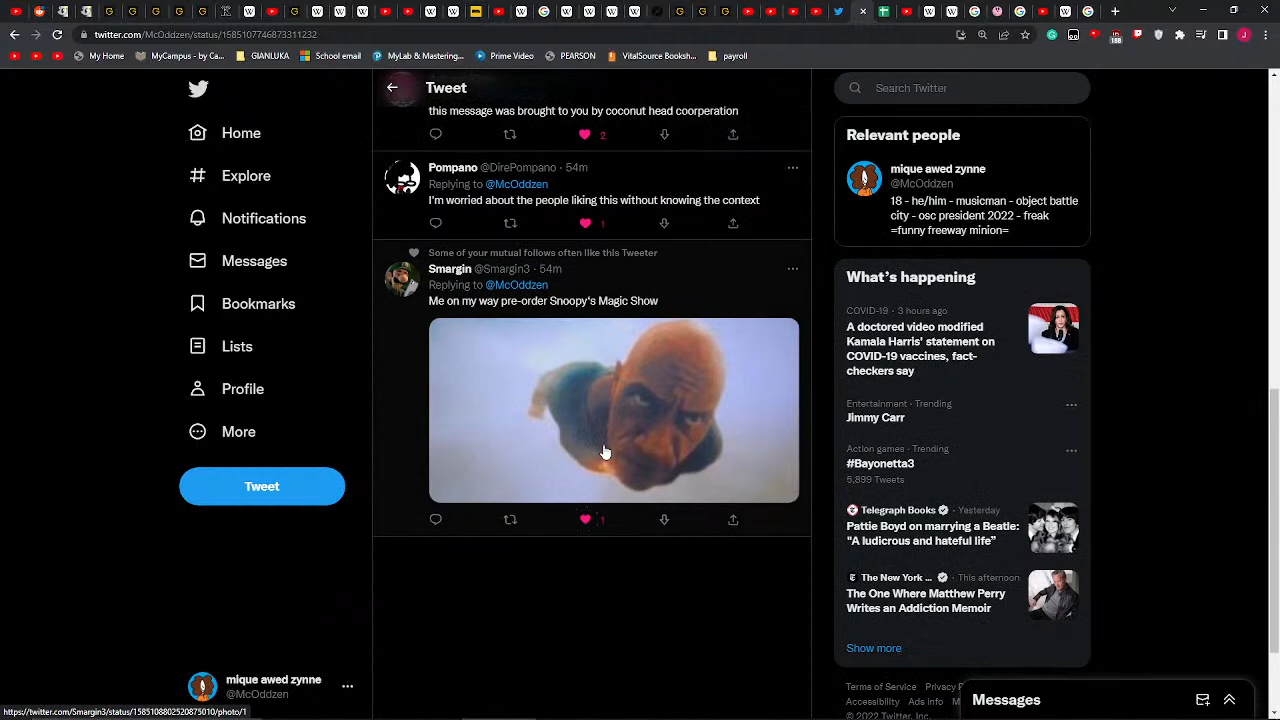 twitter.com/McOddzen/status/1585107746873311232
My Home
MyCampus - by Ga...
GIANLUKA
School email
MyLab & Mastering...
Prime Video
PEARSON
VitalSource Booksh...
payroll
Home
Explore
Notifications
Messages
Bookmarks
Lists
Profile
More
Tweet
mique awed zynne
@McOddzen
Tweet
this message was brought to you by coconut head coorperation
2
Pompano @DirePompano · 54m
Replying to @McOddzen
I'm worried about the people liking this without knowing the context
1
Some of your mutual follows often like this Tweeter
Smargin @Smargin3 · 54m
Replying to @McOddzen
Me on my way pre-order Snoopy's Magic Show
1
Search Twitter
Relevant people
mique awed zynne
@McOddzen
18 - he/him - musicman - object battle
city - osc president 2022 - freak
=funny freeway minion=
What's happening
COVID-19 · 3 hours ago
A doctored video modified
Kamala Harris' statement on
COVID-19 vaccines, fact-
checkers say
Entertainment · Trending
Jimmy Carr
Action games · Trending
#Bayonetta3
5,899 Tweets
Telegraph Books · Yesterday
Pattie Boyd on marrying a Beatle:
"A ludicrous and hateful life"
The New York ... · This afternoon
The One Where Matthew Perry
Writes an Addiction Memoir
Show more
Terms of Service Privacy P
Accessibility Ads info M
© 2022 Twitter, Inc.
Messages